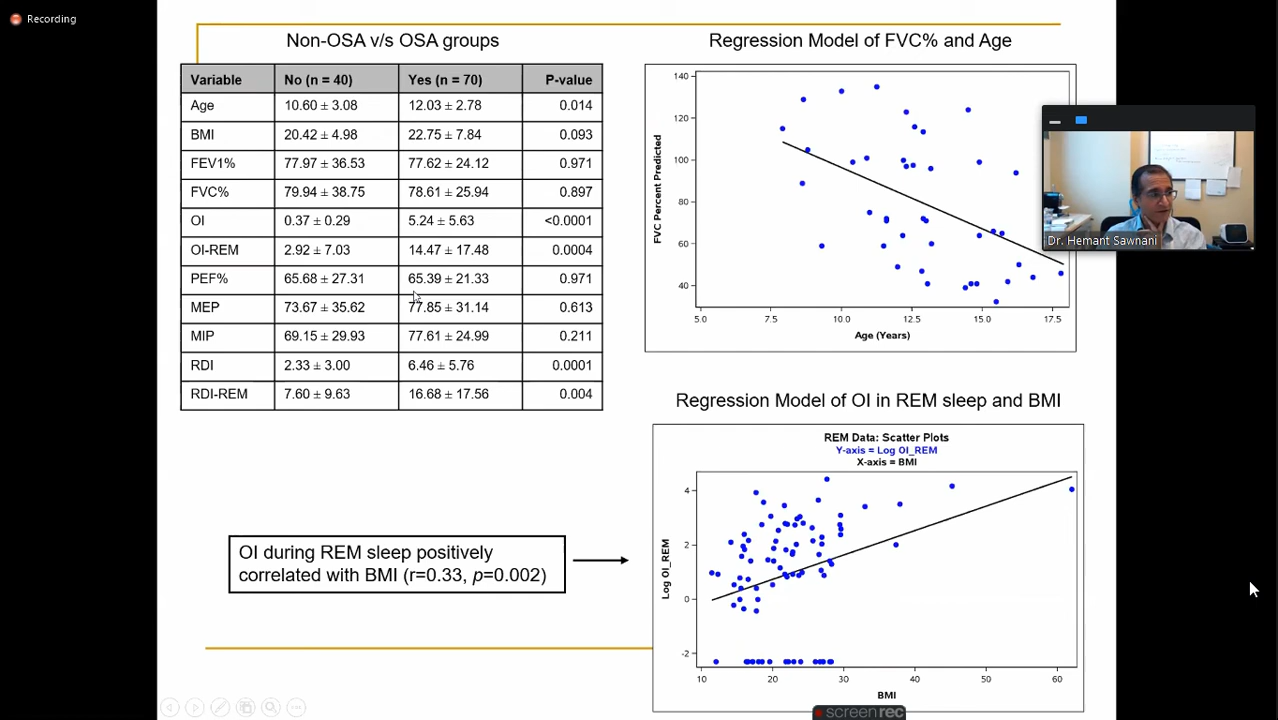 Recording
Non-OSA v/s OSA groups
Variable No (n = 40) Yes (n = 70) P-value
Age 10.60 ± 3.08 12.03 ± 2.78 0.014
BMI 20.42 ± 4.98 22.75 ± 7.84 0.093
FEV1% 77.97 ± 36.53 77.62 ± 24.12 0.971
FVC% 79.94 ± 38.75 78.61 ± 25.94 0.897
OI 0.37 ± 0.29 5.24 ± 5.63 <0.0001
OI-REM 2.92 ± 7.03 14.47 ± 17.48 0.0004
PEF% 65.68 ± 27.31 65.39 ± 21.33 0.971
MEP 73.67 ± 35.62 77.85 ± 31.14 0.613
MIP 69.15 ± 29.93 77.61 ± 24.99 0.211
RDI 2.33 ± 3.00 6.46 ± 5.76 0.0001
RDI-REM 7.60 ± 9.63 16.68 ± 17.56 0.004
OI during REM sleep positively
correlated with BMI (r=0.33, p=0.002)
Regression Model of FVC% and Age
FVC Percent Predicted
140
120
100
80
60
40
5.0 7.5 10.0 12.5 15.0 17.5
Age (Years)
Dr. Hemant Sawnani
Regression Model of OI in REM sleep and BMI
REM Data: Scatter Plots
Y-axis = Log OI_REM
X-axis = BMI
Log OI_REM
4
2
0
-2
10 20 30 40 50 60
BMI
screenrec